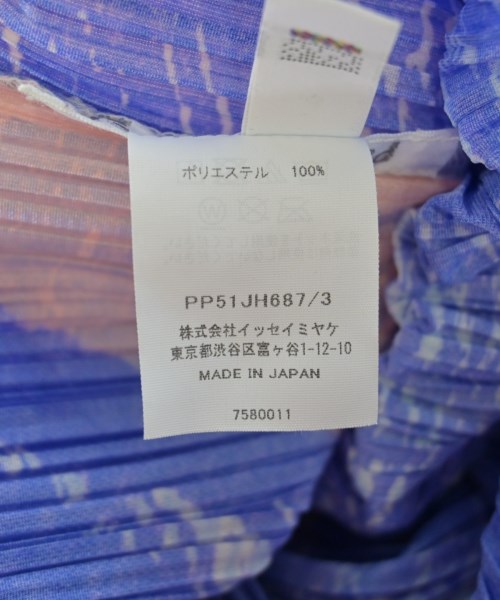 ポリエステル 100%
PP51JH687/3
株式会社イッセイミヤケ
東京都渋谷区富ヶ谷1-12-10
MADE IN JAPAN
7580011